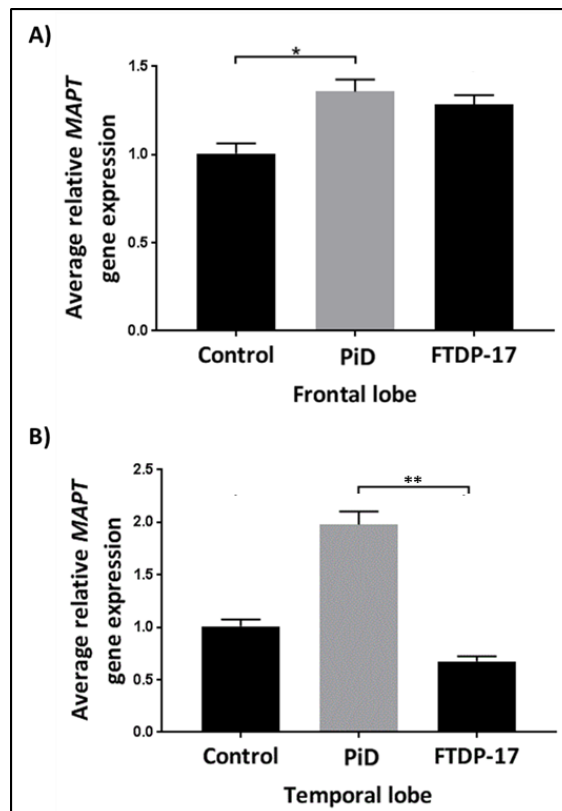 A)
Average relative MAPT
gene expression
1.5
1.0
0.5
0.0
*
Control PiD FTDP-17
Frontal lobe
B)
Average relative MAPT
gene expression
2.5
2.0
1.5
1.0
0.5
0.0
**
Control PiD FTDP-17
Temporal lobe